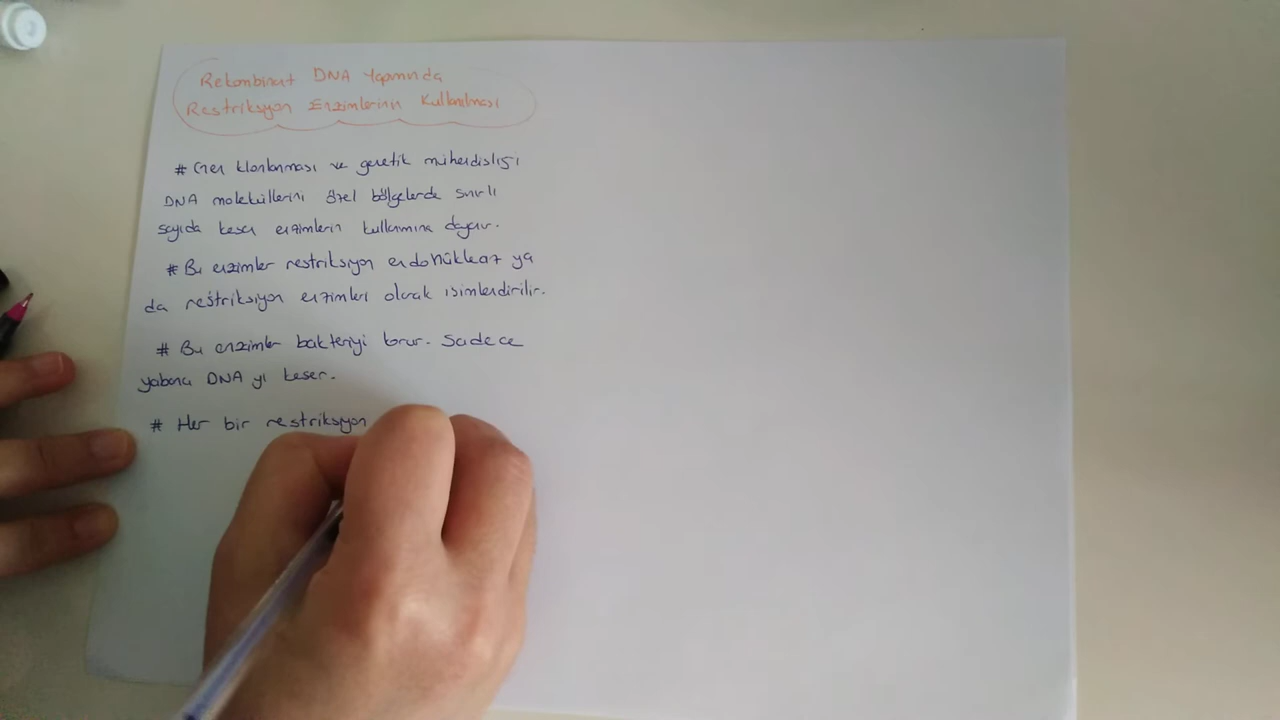 Rekombinat DNA Yapımında
Restriksyon Enzimlerinin Kullanılması
# Gen klonlanması ve genetik mühendisliği
DNA moleküllerini özel bölgelerde sınırlı
sayıda kesen enzimlerin kullanımına dayanır.
# Bu enzimler restriksiyon endonükleaz ya
da restriksiyon enzimleri olarak isimlendirilir.
# Bu enzimler bakteriyi korur. Sadece
yabancı DNA yı keser.
# Her bir restriksiyon